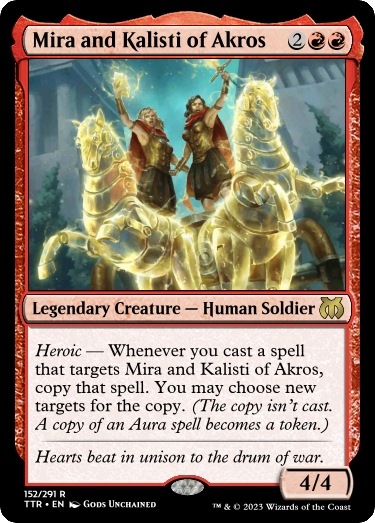 Mira and Kalisti of Akros 2
Legendary Creature — Human Soldier
Heroic — Whenever you cast a spell
that targets Mira and Kalisti of Akros,
copy that spell. You may choose new
targets for the copy. (The copy isn't cast.
A copy of an Aura spell becomes a token.)
Hearts beat in unison to the drum of war.
4/4
152/291 R
TTR • EN Gods Unchained
™ & © 2023 Wizards of the Coast